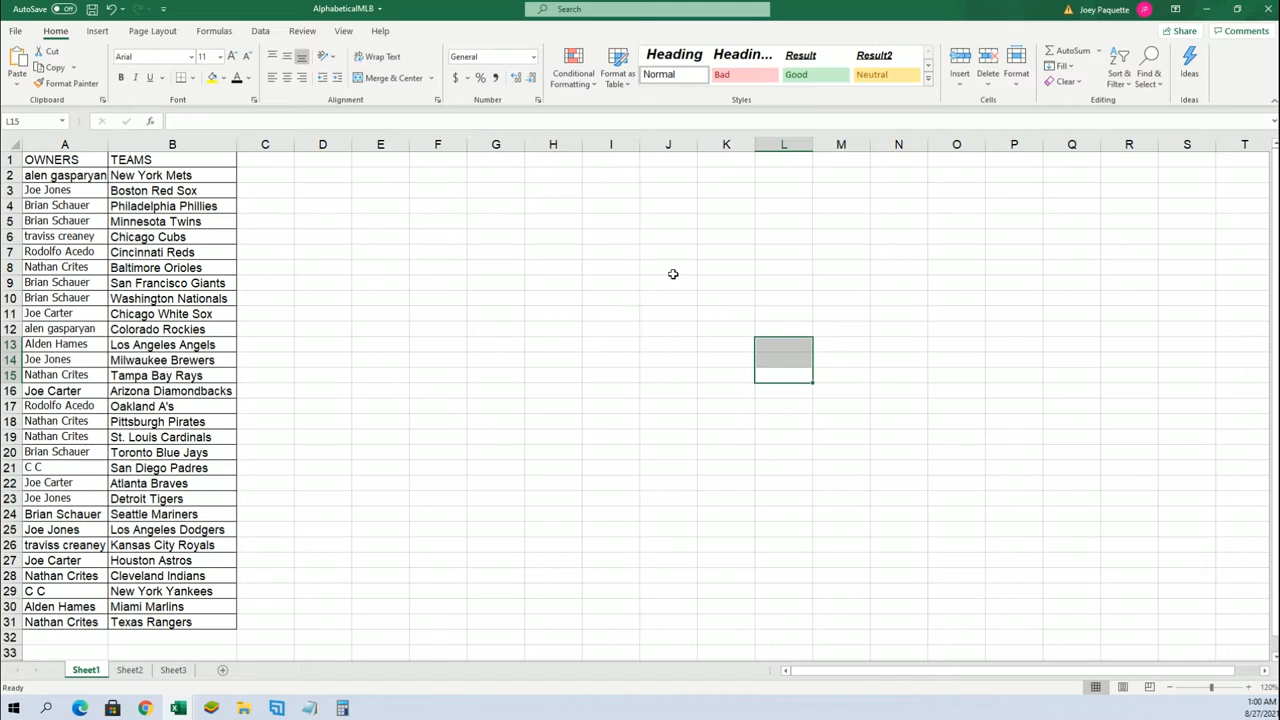 AutoSave Off AlphabeticalMLB Search Joey Paquette JP
File Home Insert Page Layout Formulas Data Review View Help Share Comments
Paste Cut Copy Format Painter Clipboard
Arial 11 B I U A Font
Wrap Text Merge & Center Alignment
General $ % Number
Conditional Formatting Format as Table
Heading Headin... Result Result2
Normal Bad Good Neutral
Styles
Insert Delete Format Cells
AutoSum Fill Clear Sort & Filter Find & Select Editing
Ideas Ideas
L15 fx
A B C D E F G H I J K L M N O P Q R S T
1 OWNERS TEAMS
2 alen gasparyan New York Mets
3 Joe Jones Boston Red Sox
4 Brian Schauer Philadelphia Phillies
5 Brian Schauer Minnesota Twins
6 traviss creaney Chicago Cubs
7 Rodolfo Acedo Cincinnati Reds
8 Nathan Crites Baltimore Orioles
9 Brian Schauer San Francisco Giants
10 Brian Schauer Washington Nationals
11 Joe Carter Chicago White Sox
12 alen gasparyan Colorado Rockies
13 Alden Hames Los Angeles Angels
14 Joe Jones Milwaukee Brewers
15 Nathan Crites Tampa Bay Rays
16 Joe Carter Arizona Diamondbacks
17 Rodolfo Acedo Oakland A's
18 Nathan Crites Pittsburgh Pirates
19 Nathan Crites St. Louis Cardinals
20 Brian Schauer Toronto Blue Jays
21 C C San Diego Padres
22 Joe Carter Atlanta Braves
23 Joe Jones Detroit Tigers
24 Brian Schauer Seattle Mariners
25 Joe Jones Los Angeles Dodgers
26 traviss creaney Kansas City Royals
27 Joe Carter Houston Astros
28 Nathan Crites Cleveland Indians
29 C C New York Yankees
30 Alden Hames Miami Marlins
31 Nathan Crites Texas Rangers
32
33
Sheet1 Sheet2 Sheet3
Ready 120%
1:00 AM